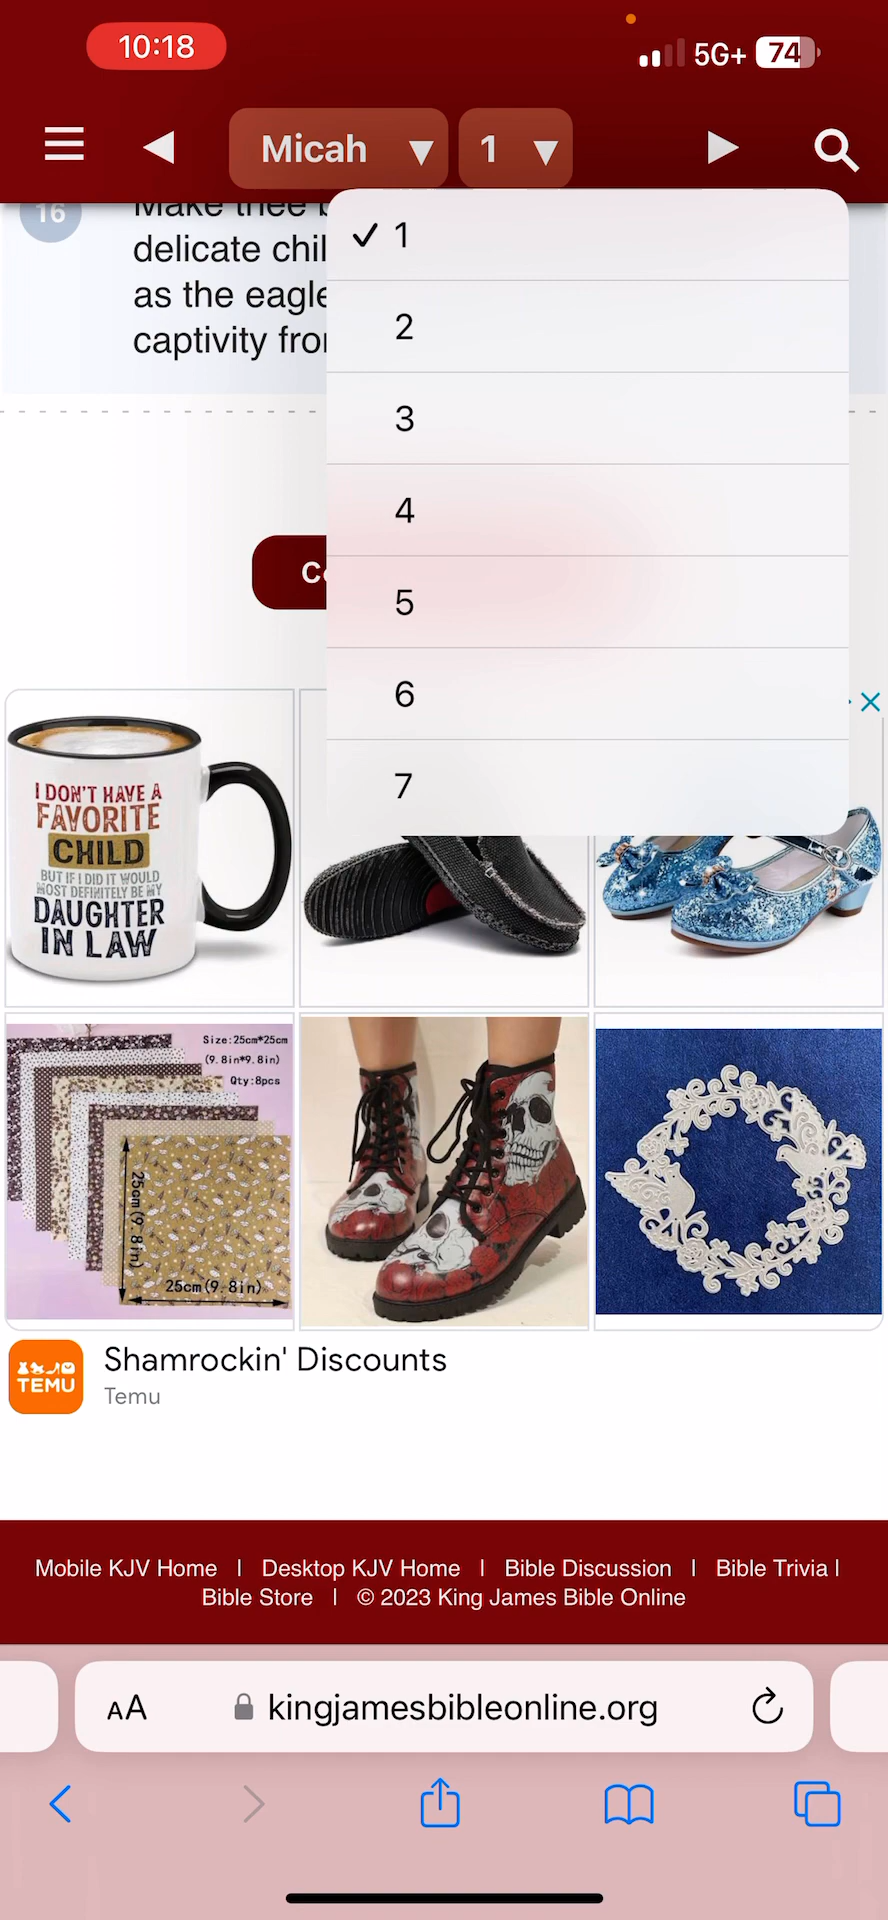 10:18
5G+ 74
Micah ▼ 1 ▼
16
Make thee
delicate chil
as the eagle
captivity from
✓ 1
2
3
4
5
6
7
I DON'T HAVE A
FAVORITE
CHILD
BUT IF I DID IT WOULD
MOST DEFINITELY BE MY
DAUGHTER
IN LAW
Size:25cm*25cm
(9.8in*9.8in)
Qty:8pcs
25cm(9.8in)
25cm(9.8in)
TEMU
Shamrockin' Discounts
Temu
Mobile KJV Home | Desktop KJV Home | Bible Discussion | Bible Trivia |
Bible Store | © 2023 King James Bible Online
AA kingjamesbibleonline.org